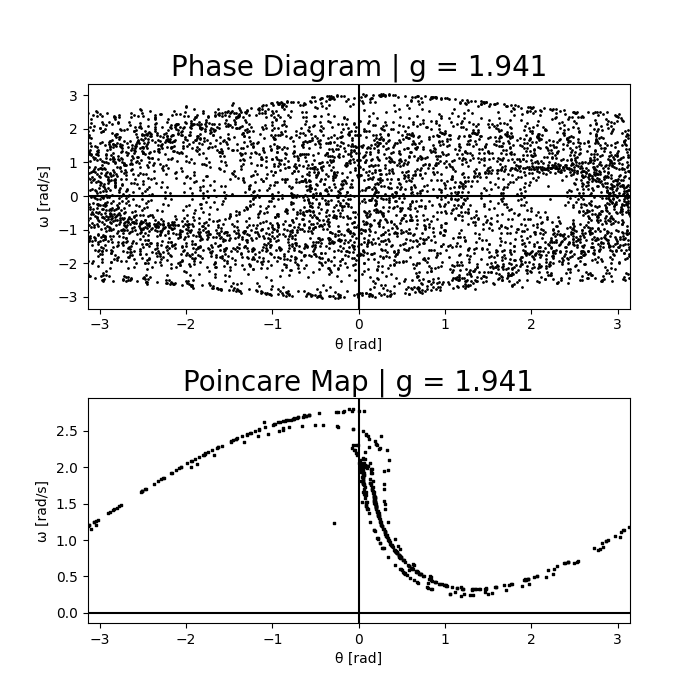 Phase Diagram | g = 1.941
3
2
1
0
−1
−2
−3
ω [rad/s]
−3 −2 −1 0 1 2 3
θ [rad]
Poincare Map | g = 1.941
2.5
2.0
1.5
1.0
0.5
0.0
ω [rad/s]
−3 −2 −1 0 1 2 3
θ [rad]